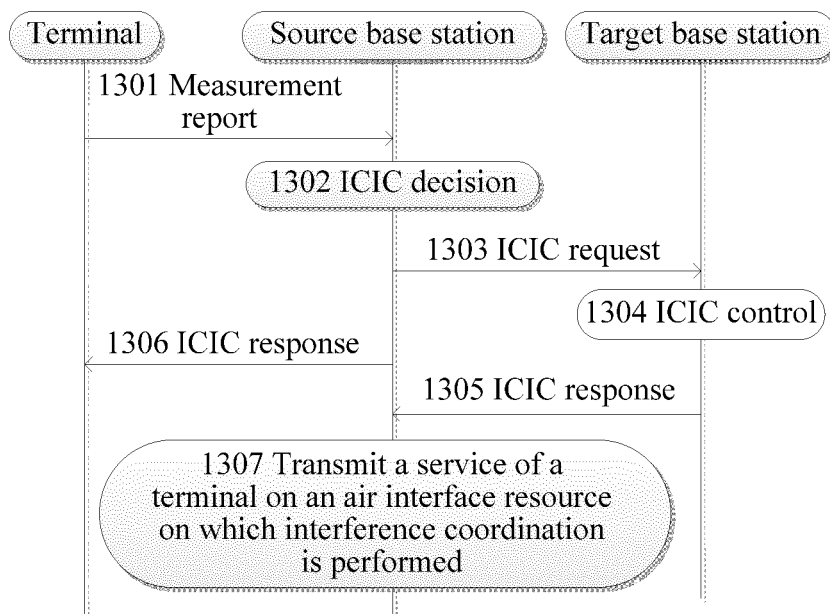 Terminal
Source base station
Target base station
1301 Measurement
report
1302 ICIC decision
1303 ICIC request
1304 ICIC control
1306 ICIC response
1305 ICIC response
1307 Transmit a service of a
terminal on an air interface resource
on which interference coordination
is performed